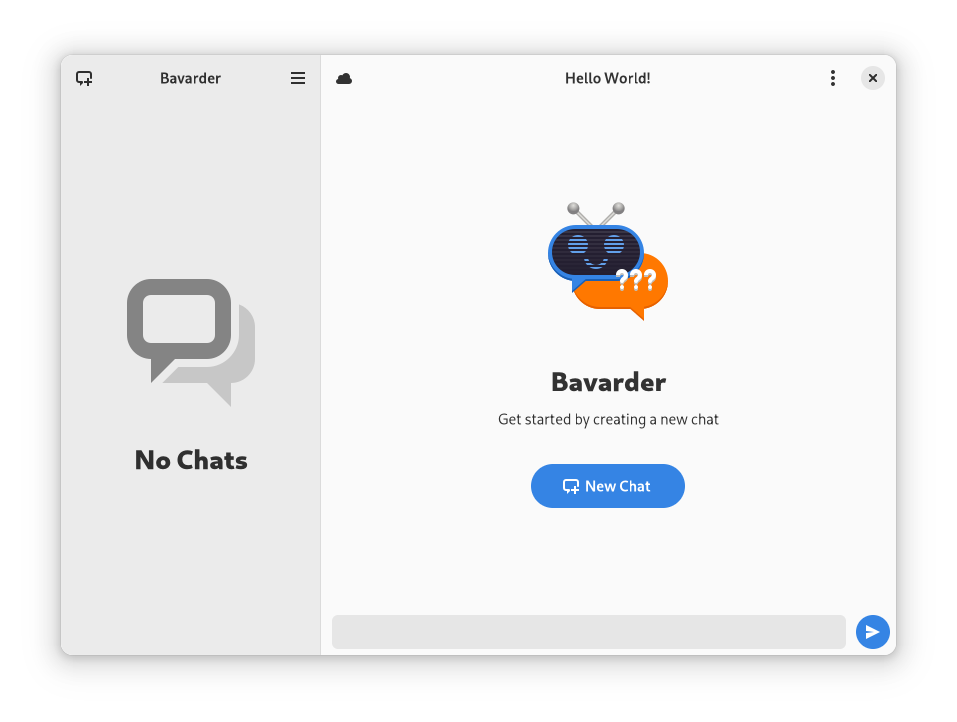 Bavarder
No Chats
Hello World!
???
Bavarder
Get started by creating a new chat
New Chat